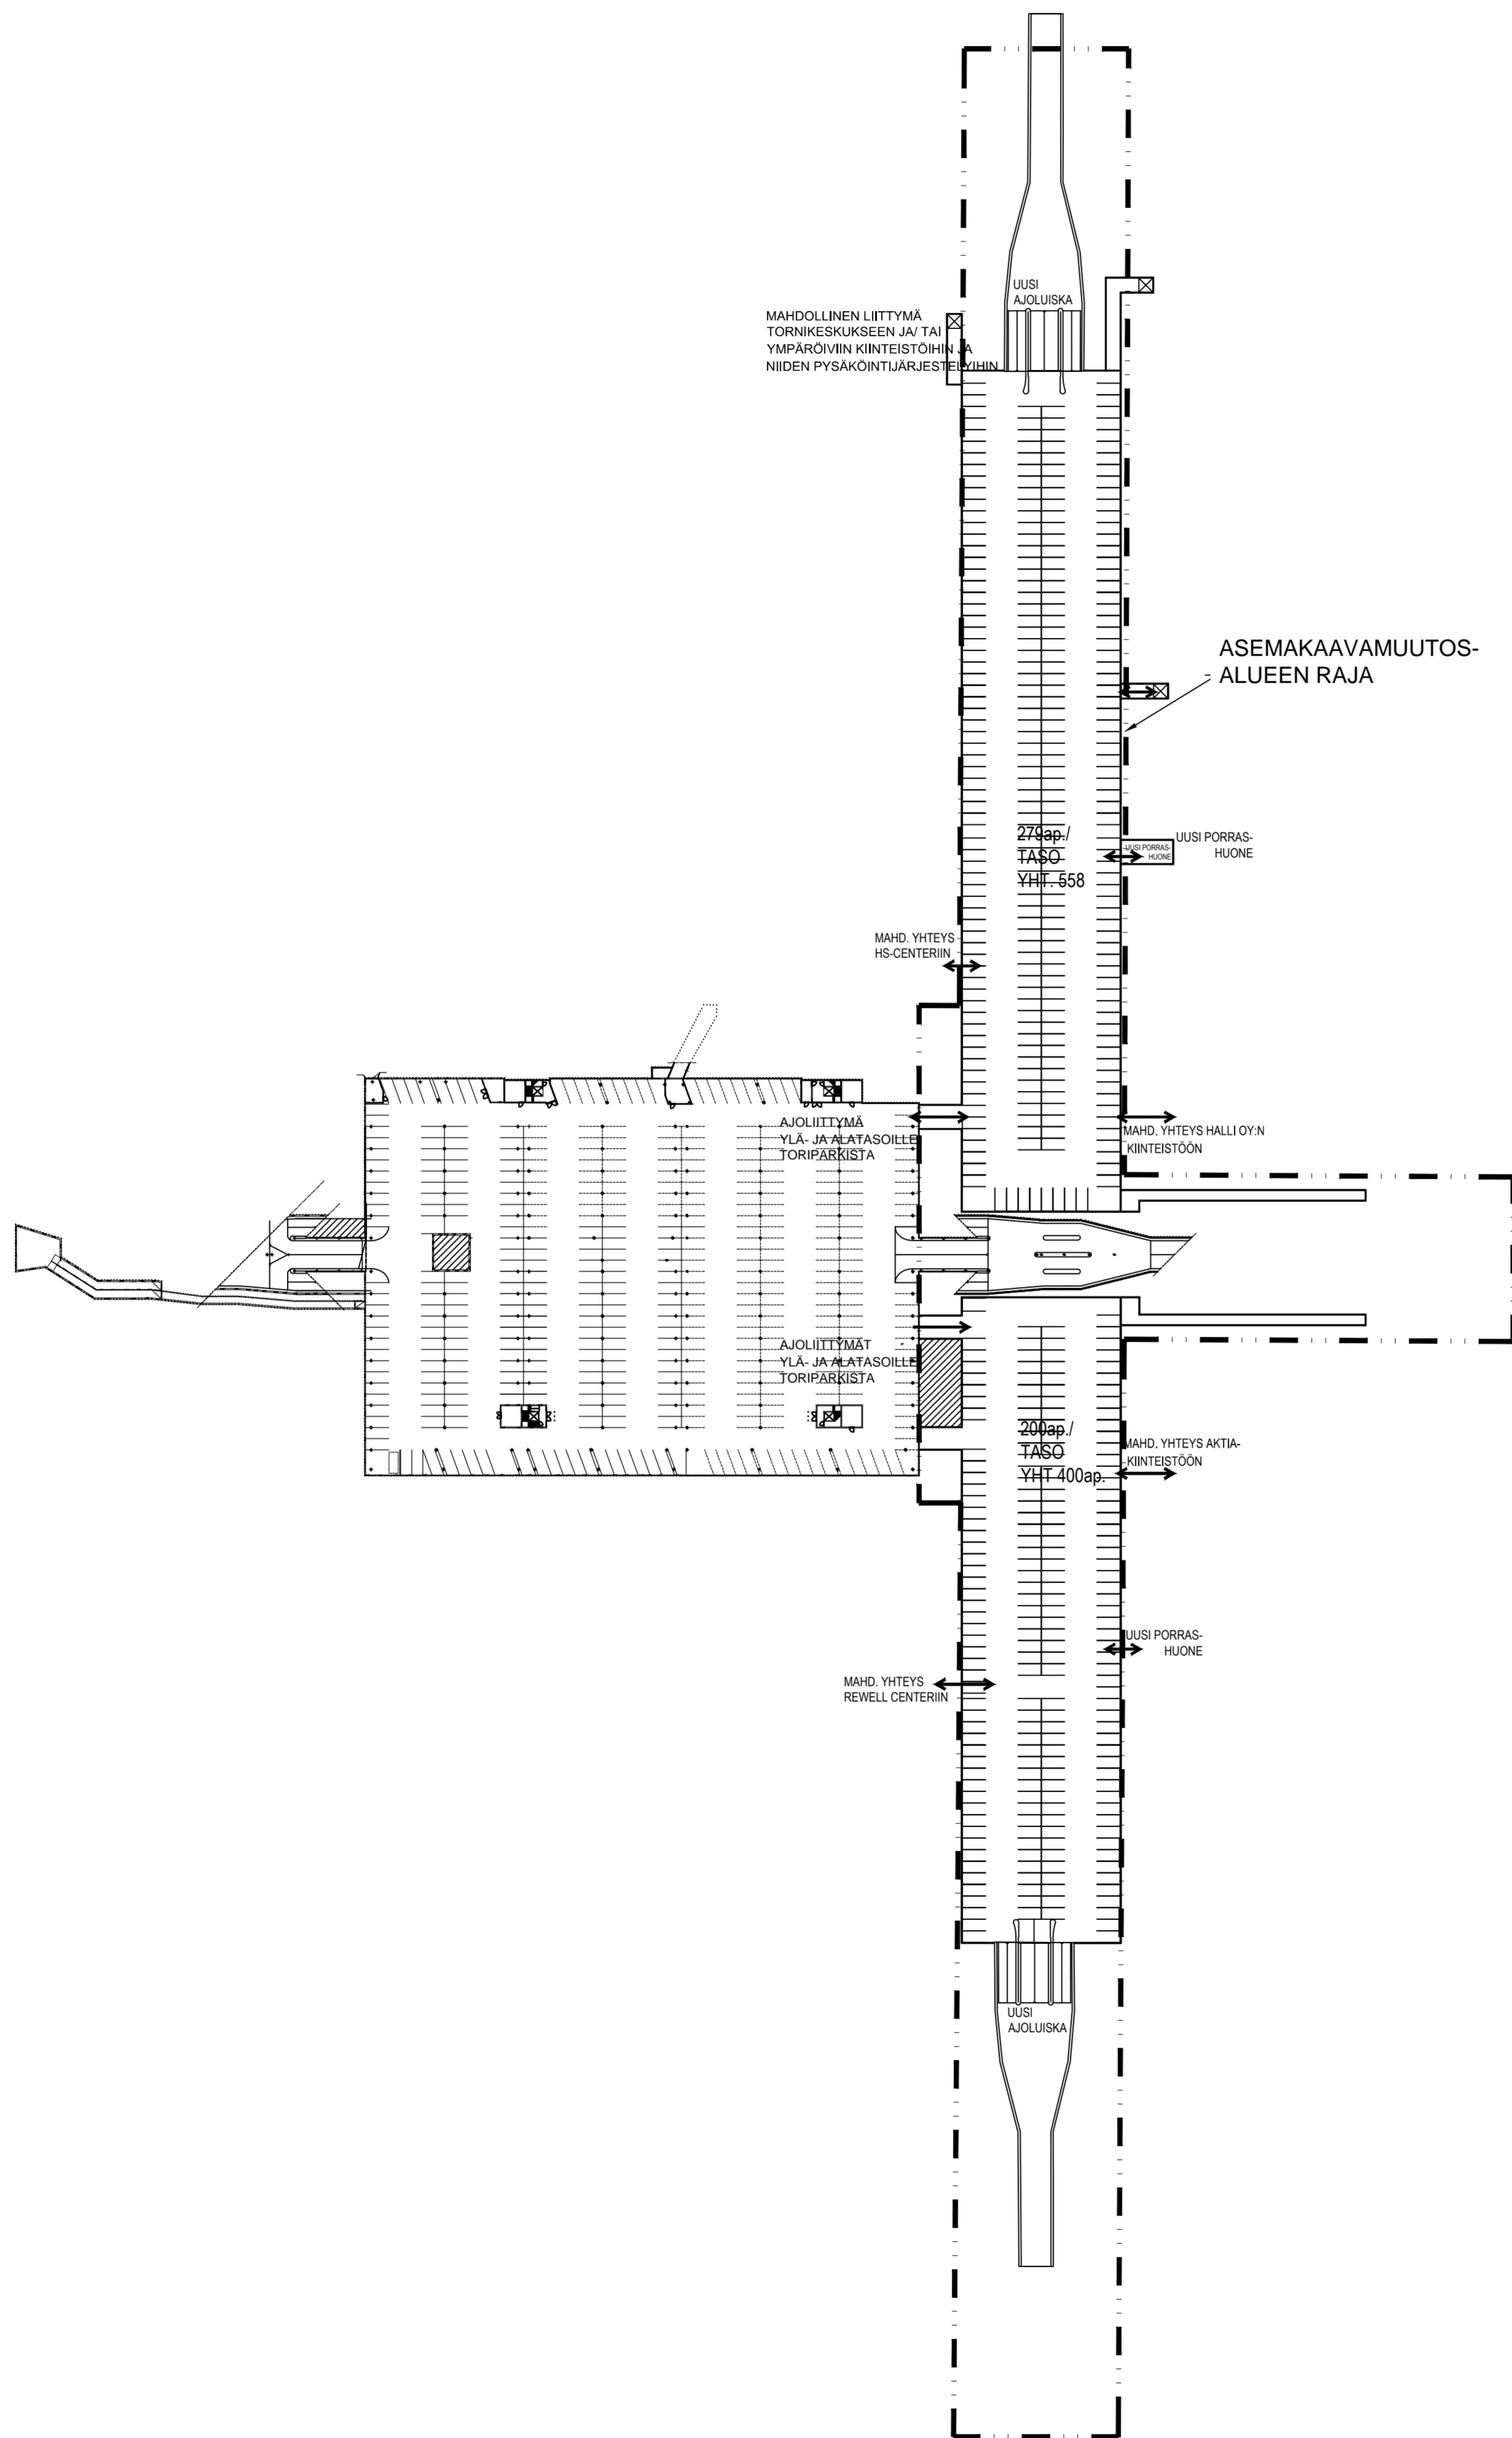 UUSI
AJOLUISKA
MAHDOLLINEN LIITTYMÄ
TORNIKESKUKSEEN JA/ TAI
YMPÄRÖIVIIN KIINTEISTÖIHIN JA
NIIDEN PYSÄKÖINTIJÄRJESTELYIHIN
ASEMAKAAVAMUUTOS-
ALUEEN RAJA
279ap./
TASO
YHT. 558
UUSI PORRAS-
HUONE
UUSI PORRAS-
HUONE
MAHD. YHTEYS
HS-CENTERIIN
AJOLIITTYMÄ
YLÄ- JA ALATASOILLE
TORIPARKISTA
MAHD. YHTEYS HALLI OY:N
KIINTEISTÖÖN
AJOLIITTYMÄT
YLÄ- JA ALATASOILLE
TORIPARKISTA
200ap./
TASO
YHT 400ap.
MAHD. YHTEYS AKTIA-
KIINTEISTÖÖN
UUSI PORRAS-
HUONE
MAHD. YHTEYS
REWELL CENTERIIN
UUSI
AJOLUISKA